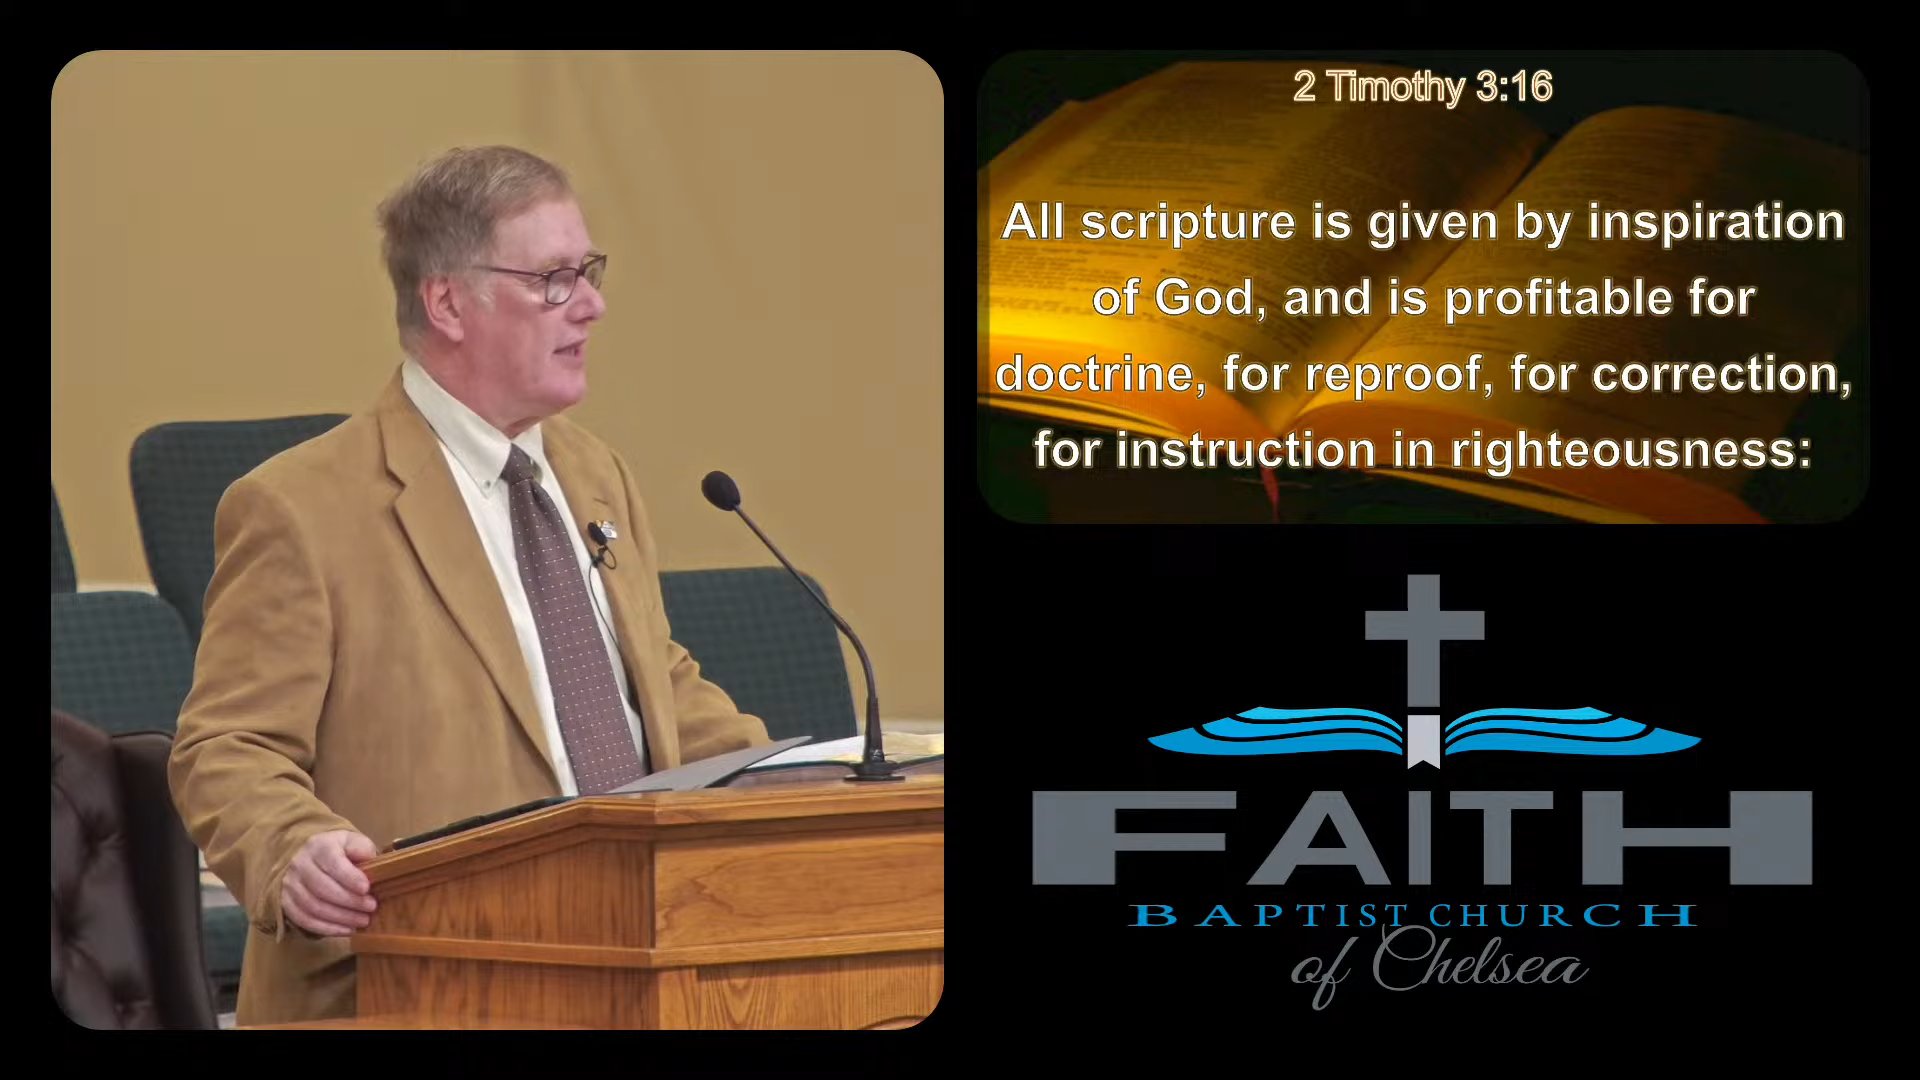 2 Timothy 3:16
All scripture is given by inspiration
of God, and is profitable for
doctrine, for reproof, for correction,
for instruction in righteousness:
FAITH
BAPTIST CHURCH
of Chelsea